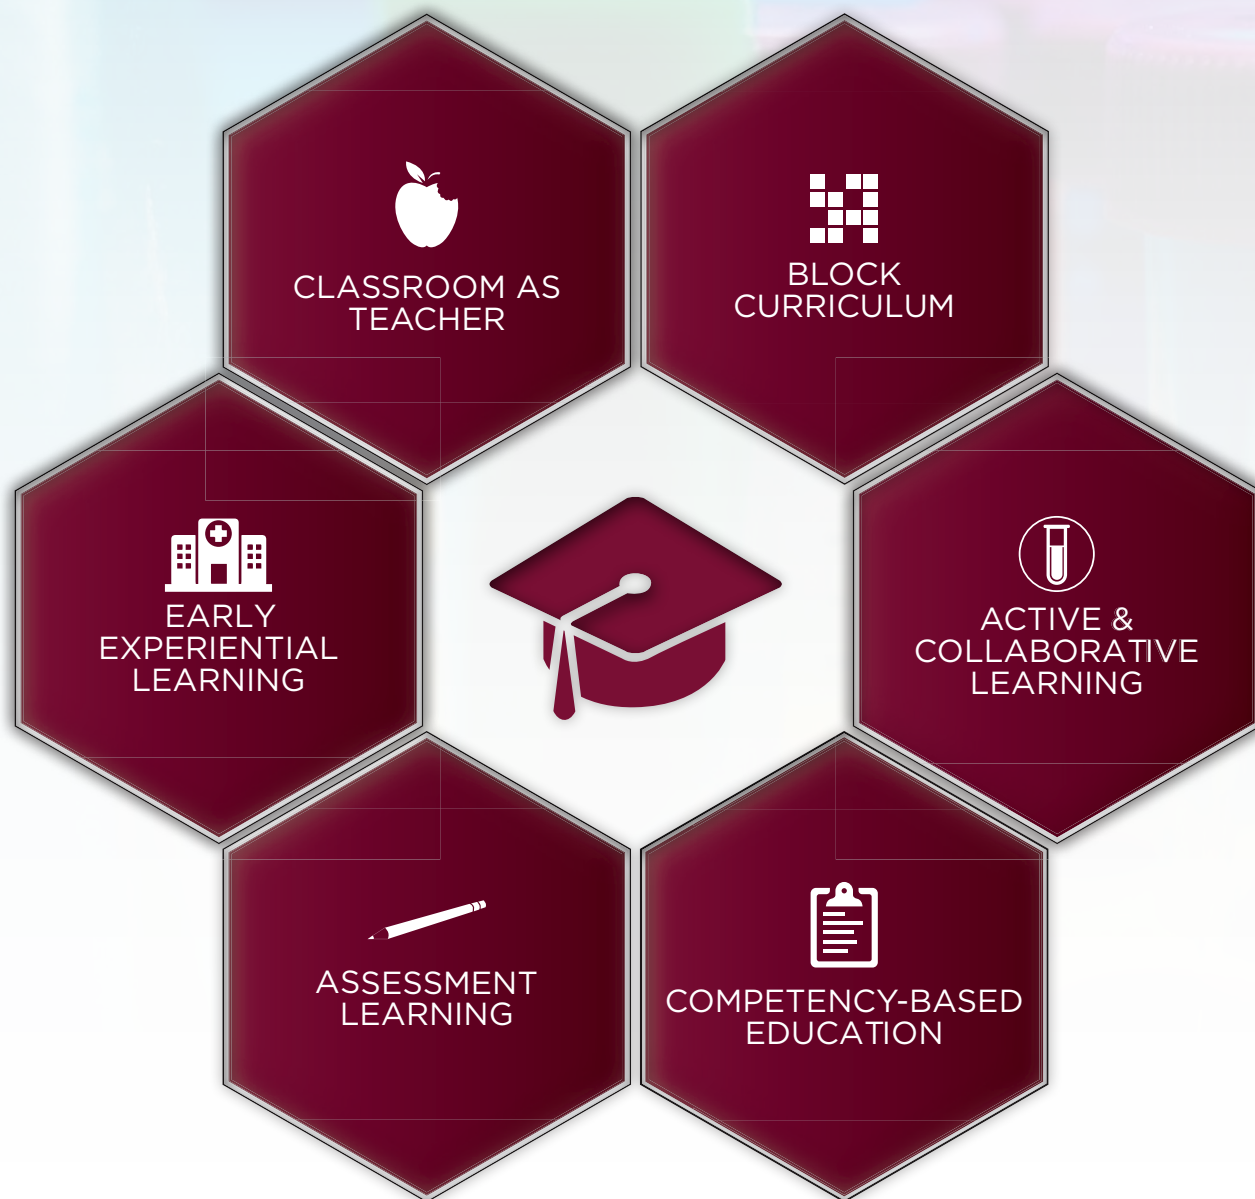 CLASSROOM AS
TEACHER
BLOCK
CURRICULUM
EARLY
EXPERIENTIAL
LEARNING
ACTIVE &
COLLABORATIVE
LEARNING
ASSESSMENT
LEARNING
COMPETENCY-BASED
EDUCATION